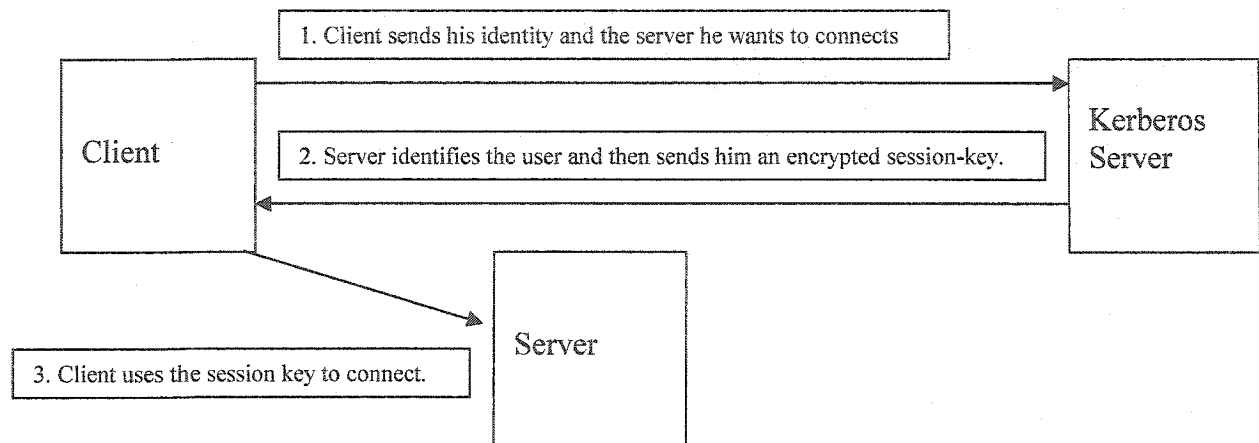 1. Client sends his identity and the server he wants to connects
Client
Kerberos
Server
2. Server identifies the user and then sends him an encrypted session-key.
Server
3. Client uses the session key to connect.